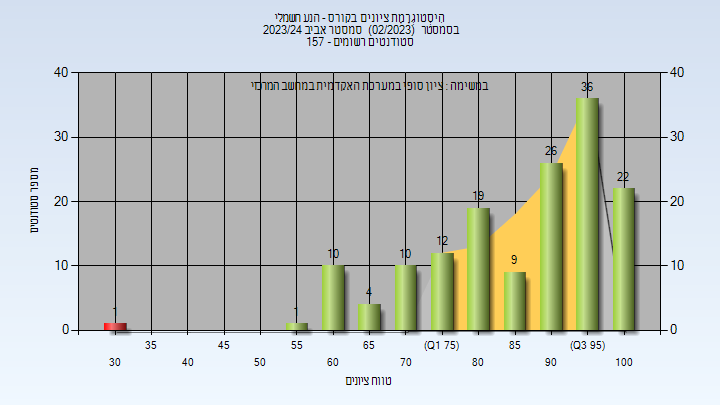 היסטוגרמת ציונים בקורס - הנע חשמלי
בסמסטר (02/2023) סמסטר אביב 2023/24
סטודנטים רשומים - 157
במשימה : ציון סופי במערכת האקדמית במחשב המרכזי
מספר סטודנטים
40 40
30 30
20 20
10 10
0 0
1 1 10 4 10 12 19 9 26 36 22
35 45 55 65 (Q1 75) 85 (Q3 95)
30 40 50 60 70 80 90 100
טווח ציונים